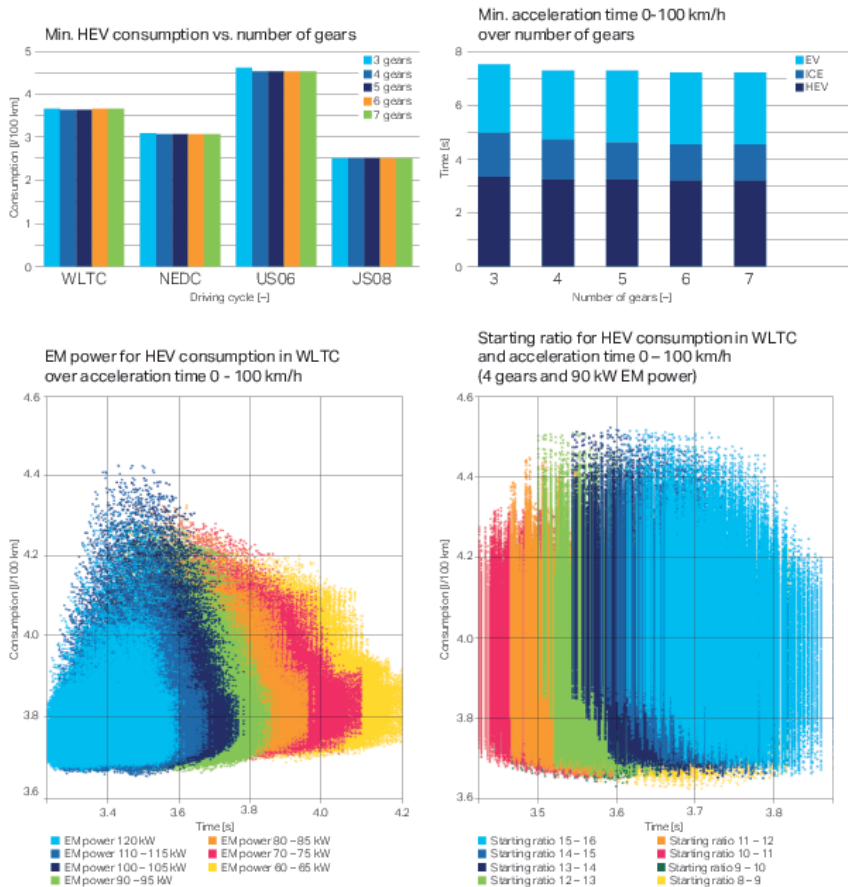 Min. HEV consumption vs. number of gears
5
4
3
2
1
0
Consumption [l/100 km]
3 gears
4 gears
5 gears
6 gears
7 gears
WLTC NEDC US06 JS08
Driving cycle [–]
Min. acceleration time 0-100 km/h
over number of gears
8
6
4
2
0
Time [s]
EV
ICE
HEV
3 4 5 6 7
Number of gears [–]
EM power for HEV consumption in WLTC
over acceleration time 0 - 100 km/h
4.6
4.4
4.2
4.0
3.8
3.6
Consumption [l/100 km]
3.4 3.6 3.8 4.0 4.2
Time [s]
EM power 120 kW
EM power 110 – 115 kW
EM power 100 – 105 kW
EM power 90 – 95 kW
EM power 80 – 85 kW
EM power 70 – 75 kW
EM power 60 – 65 kW
Starting ratio for HEV consumption in WLTC
and acceleration time 0 – 100 km/h
(4 gears and 90 kW EM power)
4.6
4.4
4.2
4.0
3.8
3.6
Consumption [l/100 km]
3.5 3.6 3.7 3.8
Time [s]
Starting ratio 15 – 16
Starting ratio 14 – 15
Starting ratio 13 – 14
Starting ratio 12 – 13
Starting ratio 11 – 12
Starting ratio 10 – 11
Starting ratio 9 – 10
Starting ratio 8 – 9